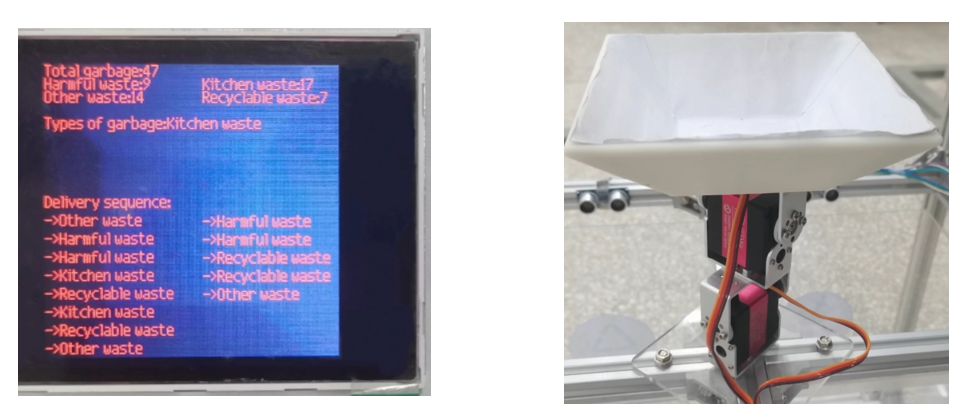 Total garbage:47
Harmful waste:9 Kitchen waste:17
Other waste:14 Recyclable waste:7
Types of garbage:Kitchen waste
Delivery sequence:
->Other waste ->Harmful waste
->Harmful waste ->Harmful waste
->Harmful waste ->Recyclable waste
->Kitchen waste ->Recyclable waste
->Recyclable waste ->Other waste
->Kitchen waste
->Recyclable waste
->Other waste